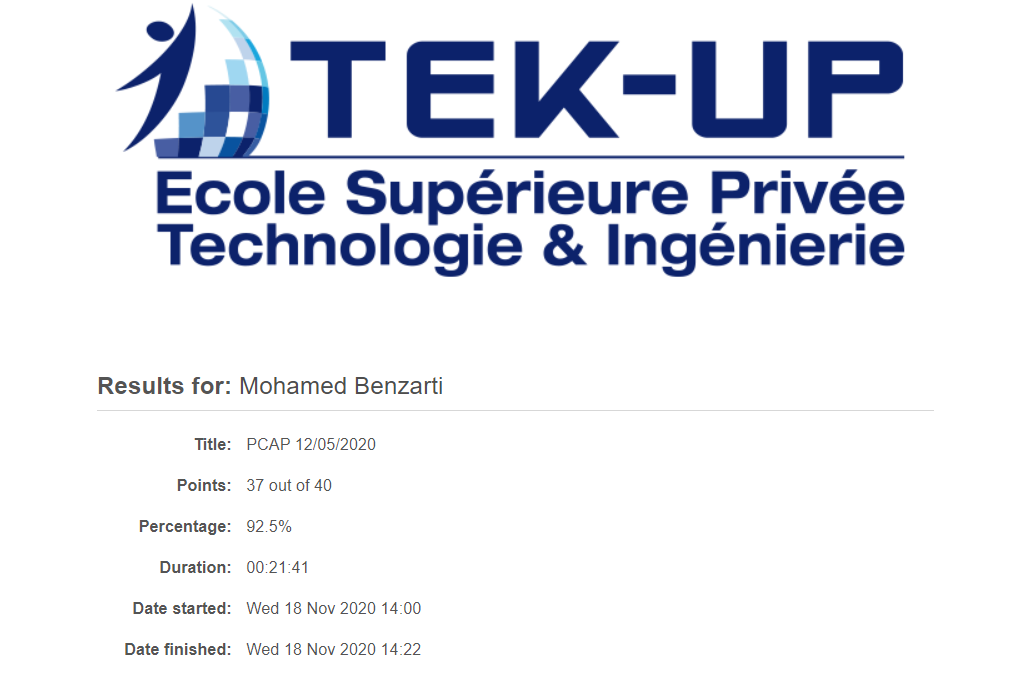 TEK-UP
Ecole Supérieure Privée
Technologie & Ingénierie
Results for: Mohamed Benzarti
Title: PCAP 12/05/2020
Points: 37 out of 40
Percentage: 92.5%
Duration: 00:21:41
Date started: Wed 18 Nov 2020 14:00
Date finished: Wed 18 Nov 2020 14:22